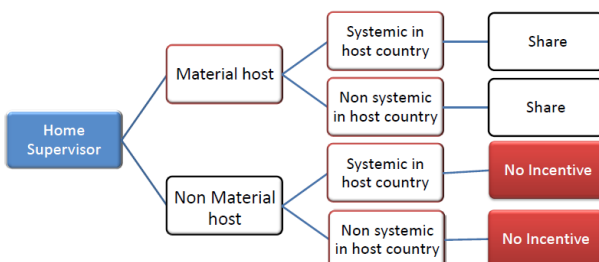 Home
Supervisor
Material host
Non Material
host
Systemic in
host country
Non systemic
in host country
Systemic in
host country
Non systemic
in host country
Share
Share
No Incentive
No Incentive